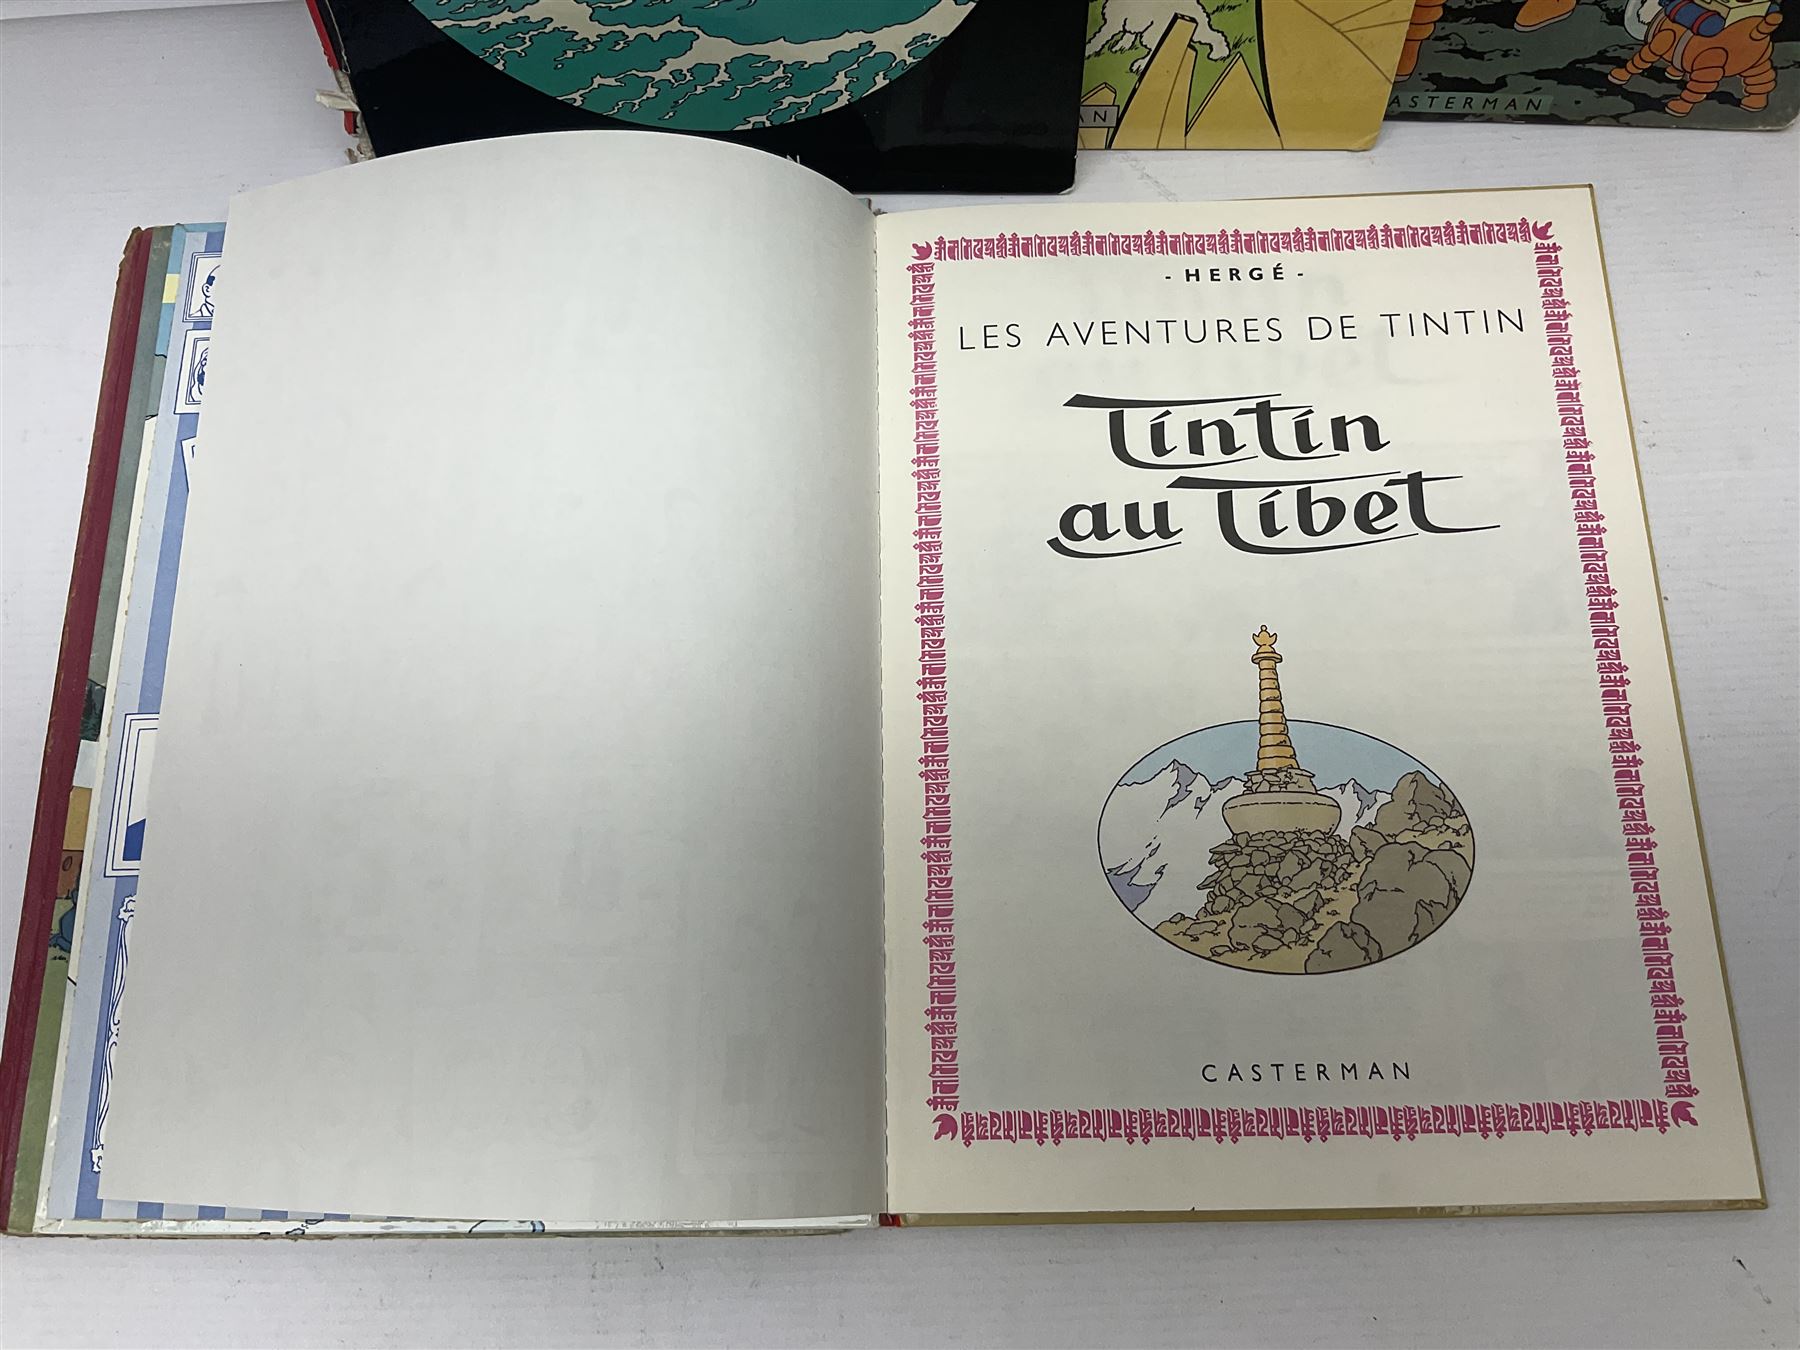 CASTERMAN
- HERGÉ -
LES AVENTURES DE TINTIN
Tintin
au Tibet
CASTERMAN